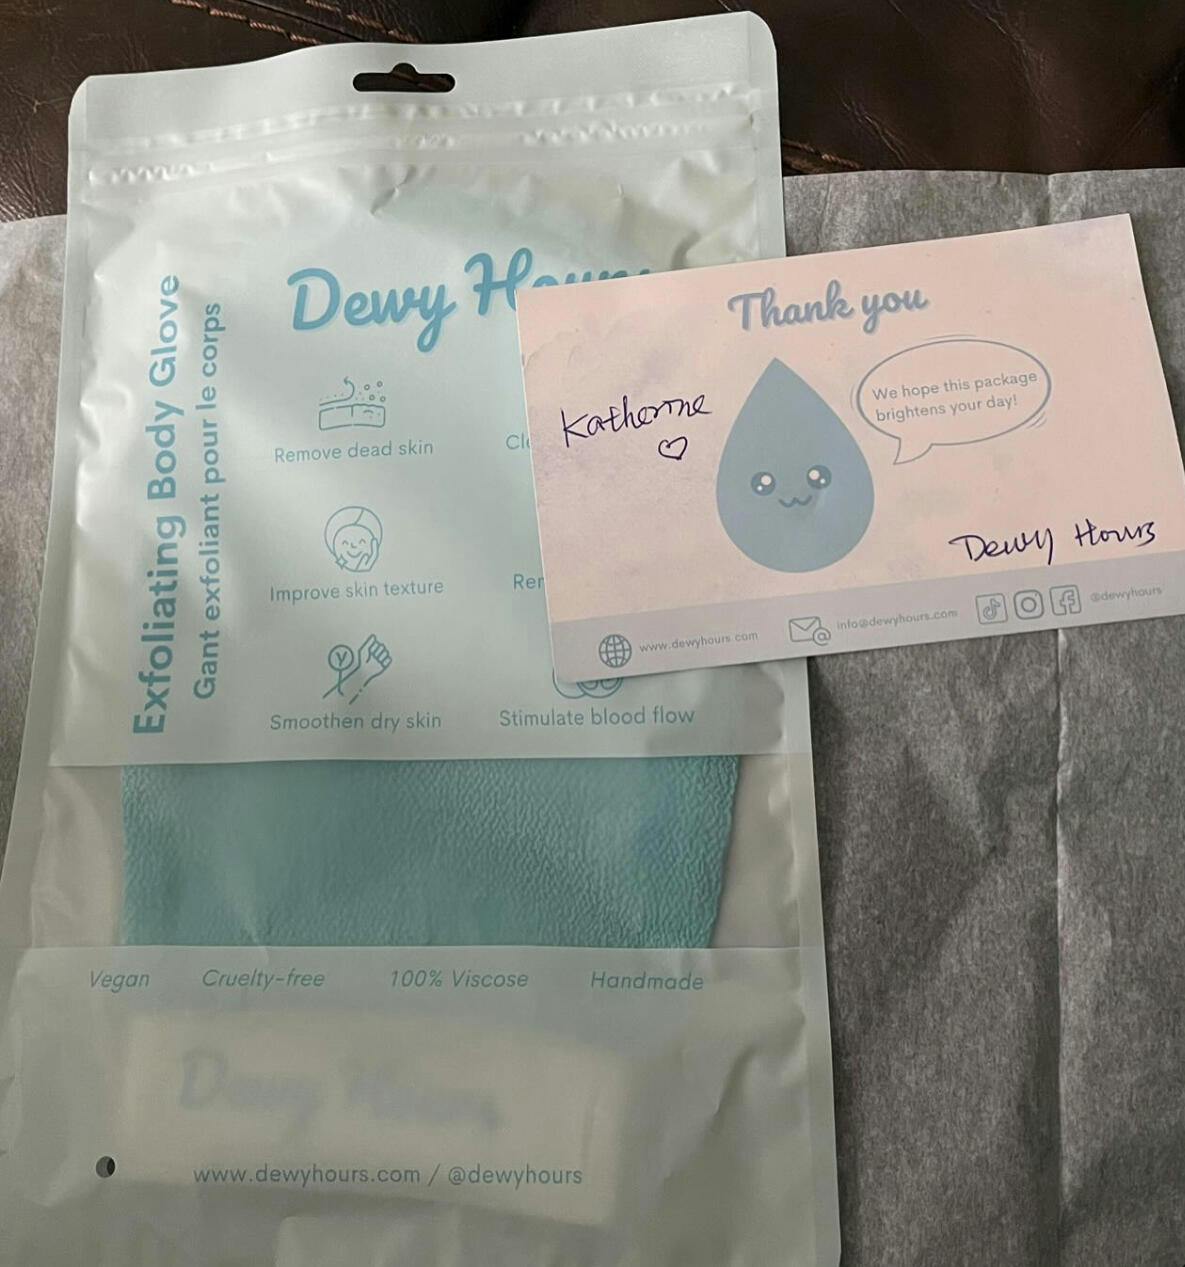 Exfoliating Body Glove
Gant exfoliant pour le corps
Dewy
Remove dead skin
Improve skin texture
Smoothen dry skin
Stimulate blood flow
Thank you
Katherine
We hope this package
brightens your day!
Dewy Hours
www.dewyhours.com
info@dewyhours.com
@dewyhours
Vegan Cruelty-free 100% Viscose Handmade
Dewy Hours
www.dewyhours.com / @dewyhours